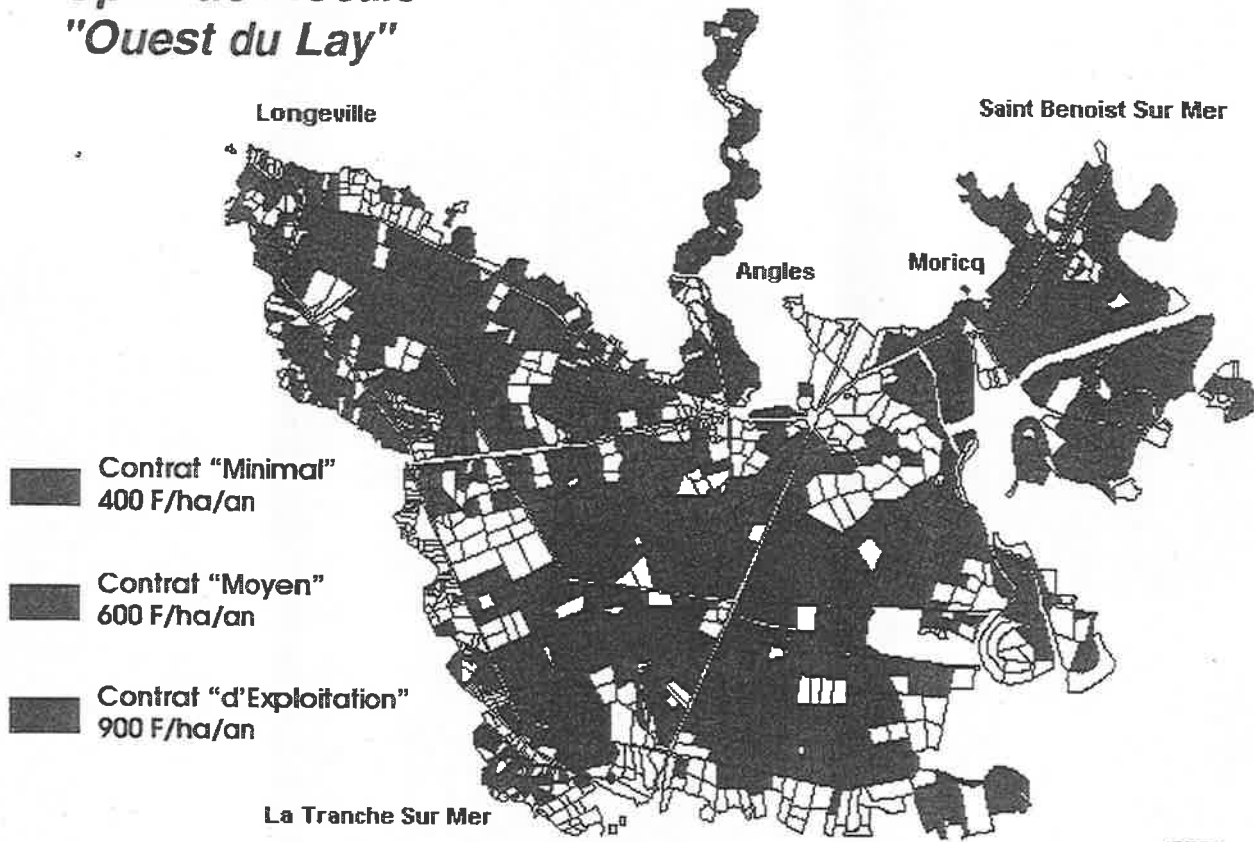 "Ouest du Lay"
Longeville
Saint Benoist Sur Mer
Angles
Moricq
Contrat "Minimal"
400 F/ha/an
Contrat "Moyen"
600 F/ha/an
Contrat "d'Exploitation"
900 F/ha/an
La Tranche Sur Mer